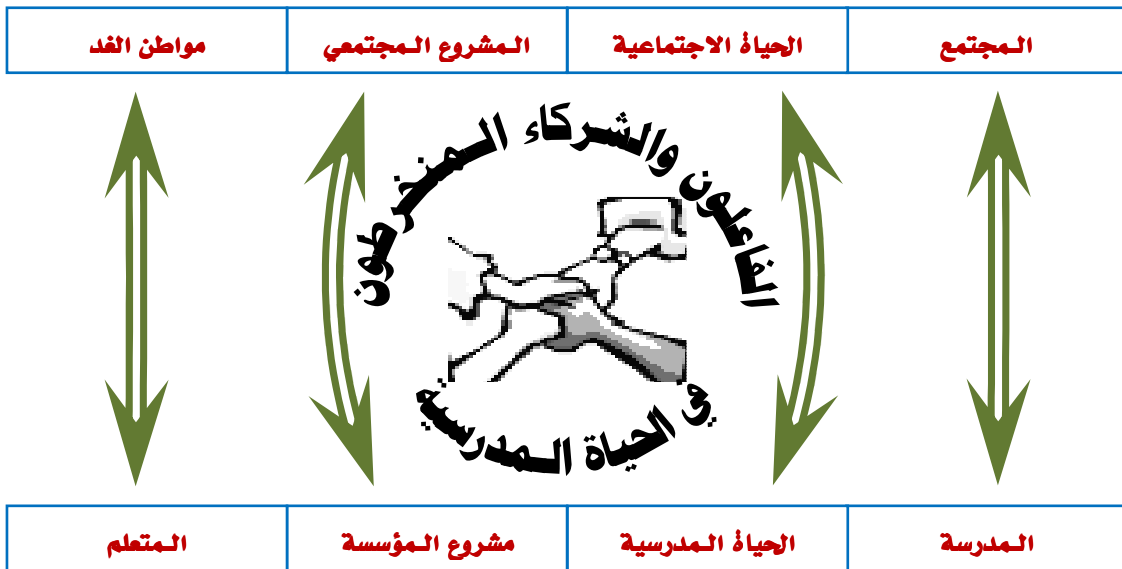 المجتمع
الحياة الاجتماعية
المشروع المجتمعي
مواطن الغد
الفاعلون والشركاء المنخرطون
في الحياة المدرسية
المدرسة
الحياة المدرسية
مشروع المؤسسة
المتعلم